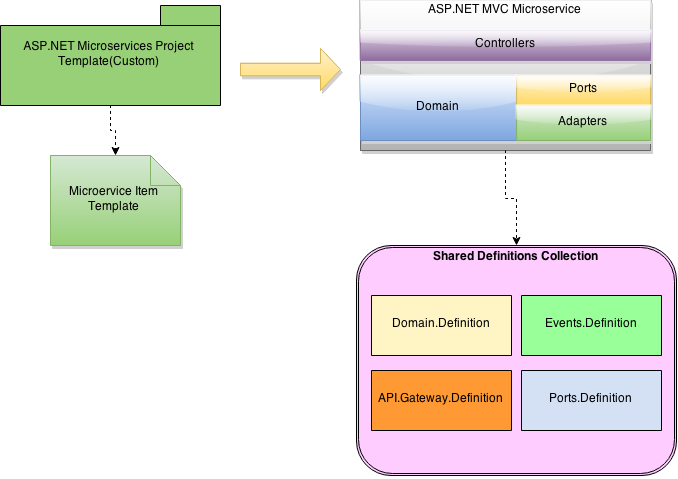 ASP.NET Microservices Project
Template(Custom)
Microervice Item
Template
ASP.NET MVC Microservice
Controllers
Domain
Ports
Adapters
Shared Definitions Collection
Domain.Definition
Events.Definition
API.Gateway.Definition
Ports.Definition